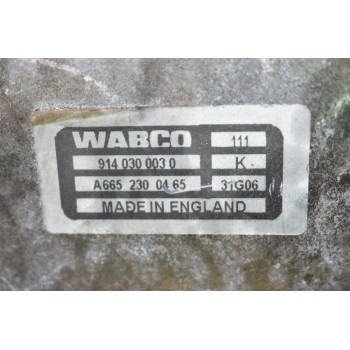 WABCO 111
914 030 003 0 K
A665 230 04 65 31G06
MADE IN ENGLAND